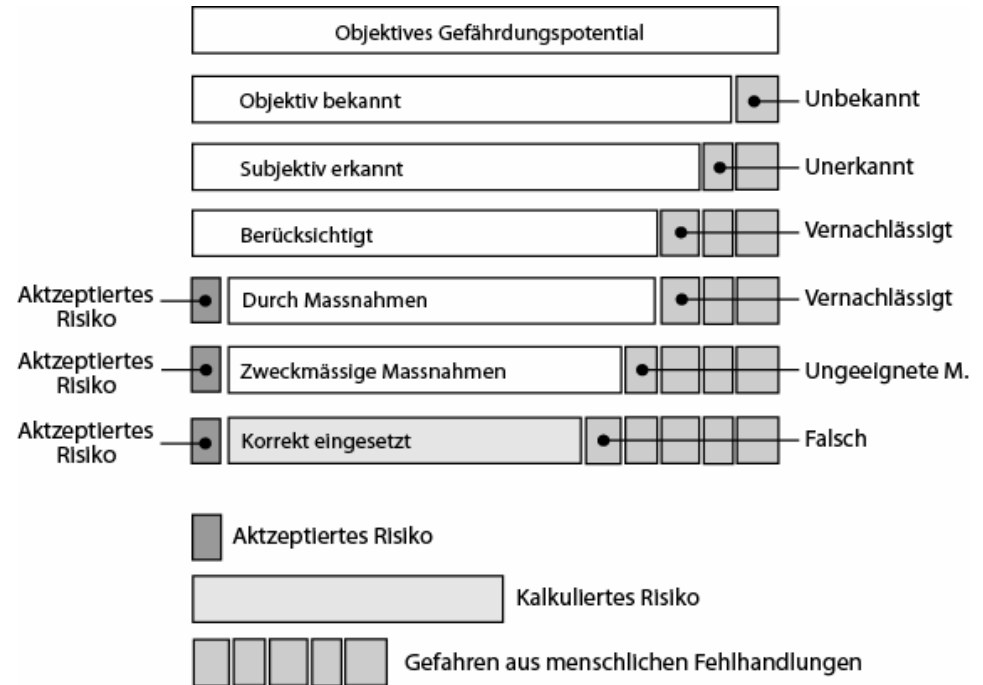 Objektives Gefährdungspotential
Objektiv bekannt
Unbekannt
Subjektiv erkannt
Unerkannt
Berücksichtigt
Vernachlässigt
Aktzeptiertes
Risiko
Durch Massnahmen
Vernachlässigt
Aktzeptiertes
Risiko
Zweckmässige Massnahmen
Ungeeignete M.
Aktzeptiertes
Risiko
Korrekt eingesetzt
Falsch
Aktzeptiertes Risiko
Kalkuliertes Risiko
Gefahren aus menschlichen Fehlhandlungen